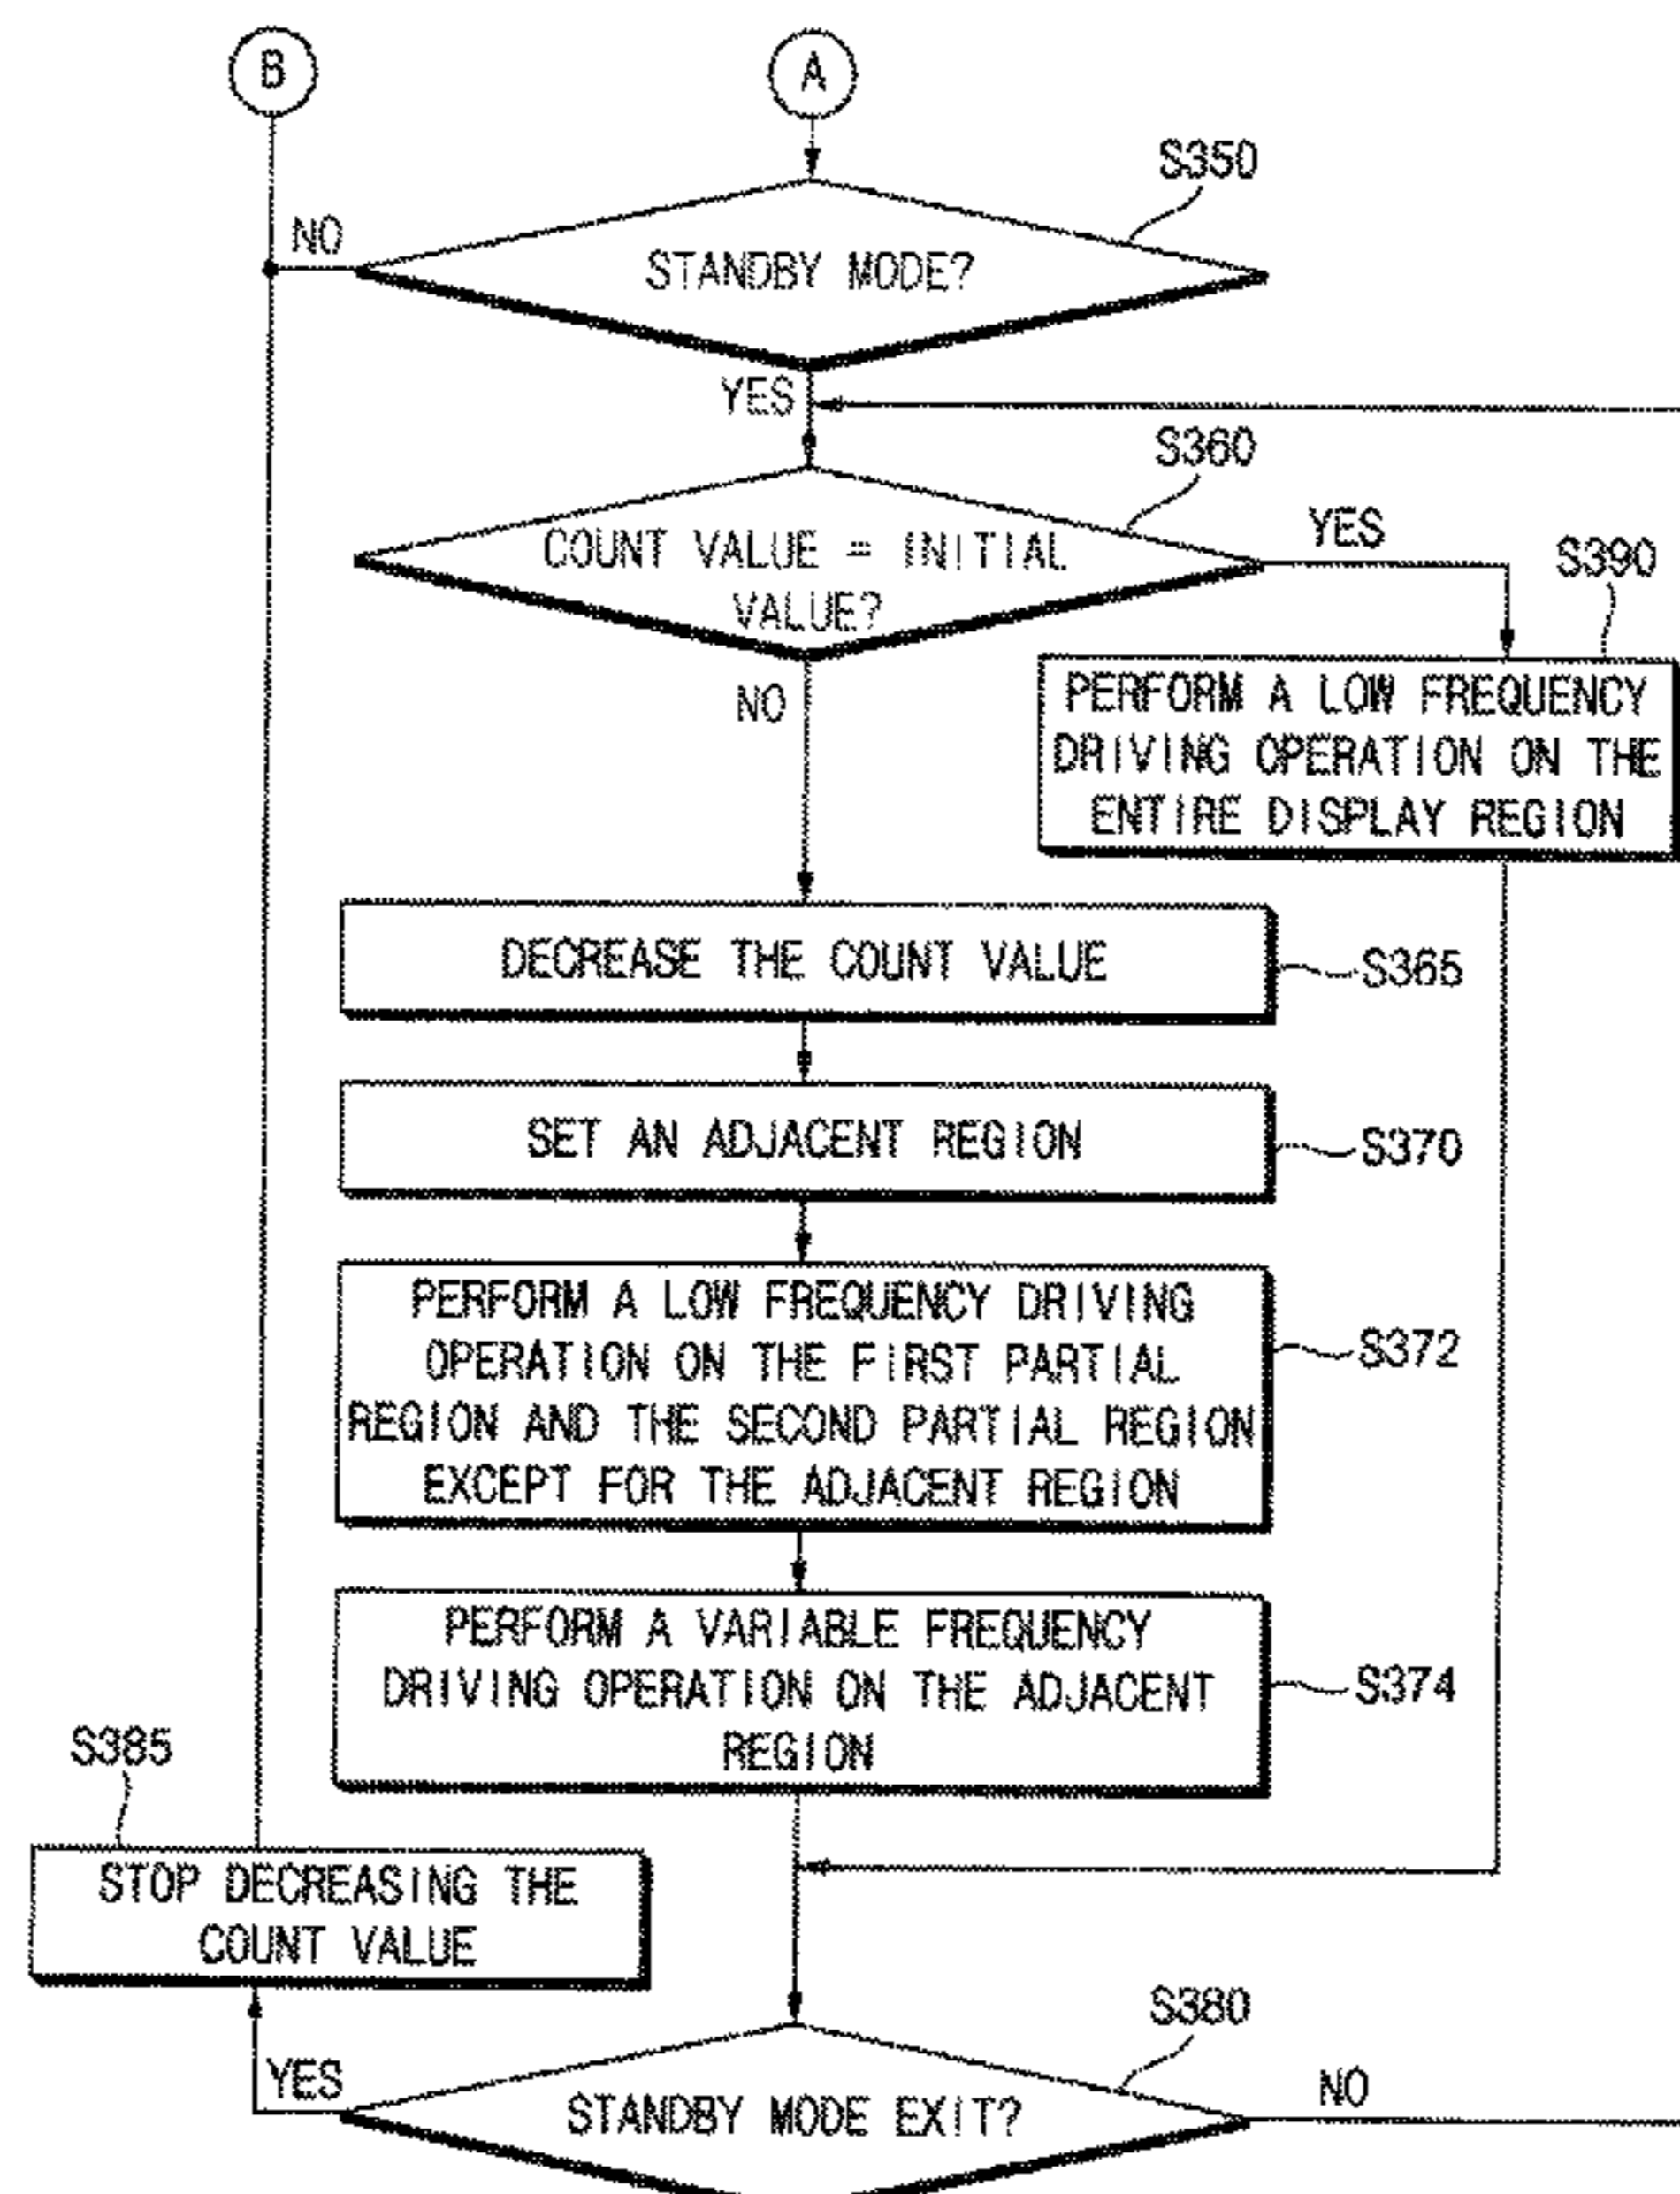 B
A
S350
NO
STANDBY MODE?
YES
S360
COUNT VALUE = INITIAL
VALUE?
YES
S390
NO
PERFORM A LOW FREQUENCY
DRIVING OPERATION ON THE
ENTIRE DISPLAY REGION
DECREASE THE COUNT VALUE
S365
SET AN ADJACENT REGION
S370
PERFORM A LOW FREQUENCY DRIVING
OPERATION ON THE FIRST PARTIAL
REGION AND THE SECOND PARTIAL REGION
EXCEPT FOR THE ADJACENT REGION
S372
PERFORM A VARIABLE FREQUENCY
DRIVING OPERATION ON THE ADJACENT
REGION
S374
S385
STOP DECREASING THE
COUNT VALUE
S380
YES
STANDBY MODE EXIT?
NO